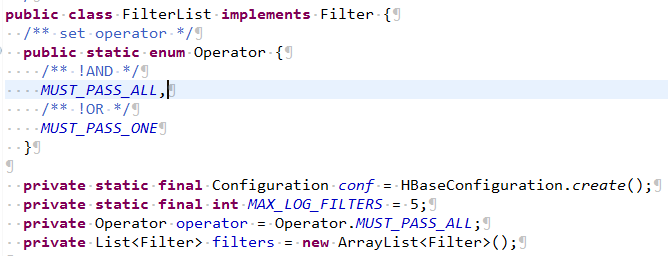 public class FilterList implements Filter {
/** set operator */
public static enum Operator {
/** !AND */
MUST_PASS_ALL,
/** !OR */
MUST_PASS_ONE
}
private static final Configuration conf = HBaseConfiguration.create();
private static final int MAX_LOG_FILTERS = 5;
private Operator operator = Operator.MUST_PASS_ALL;
private List<Filter> filters = new ArrayList<Filter>();